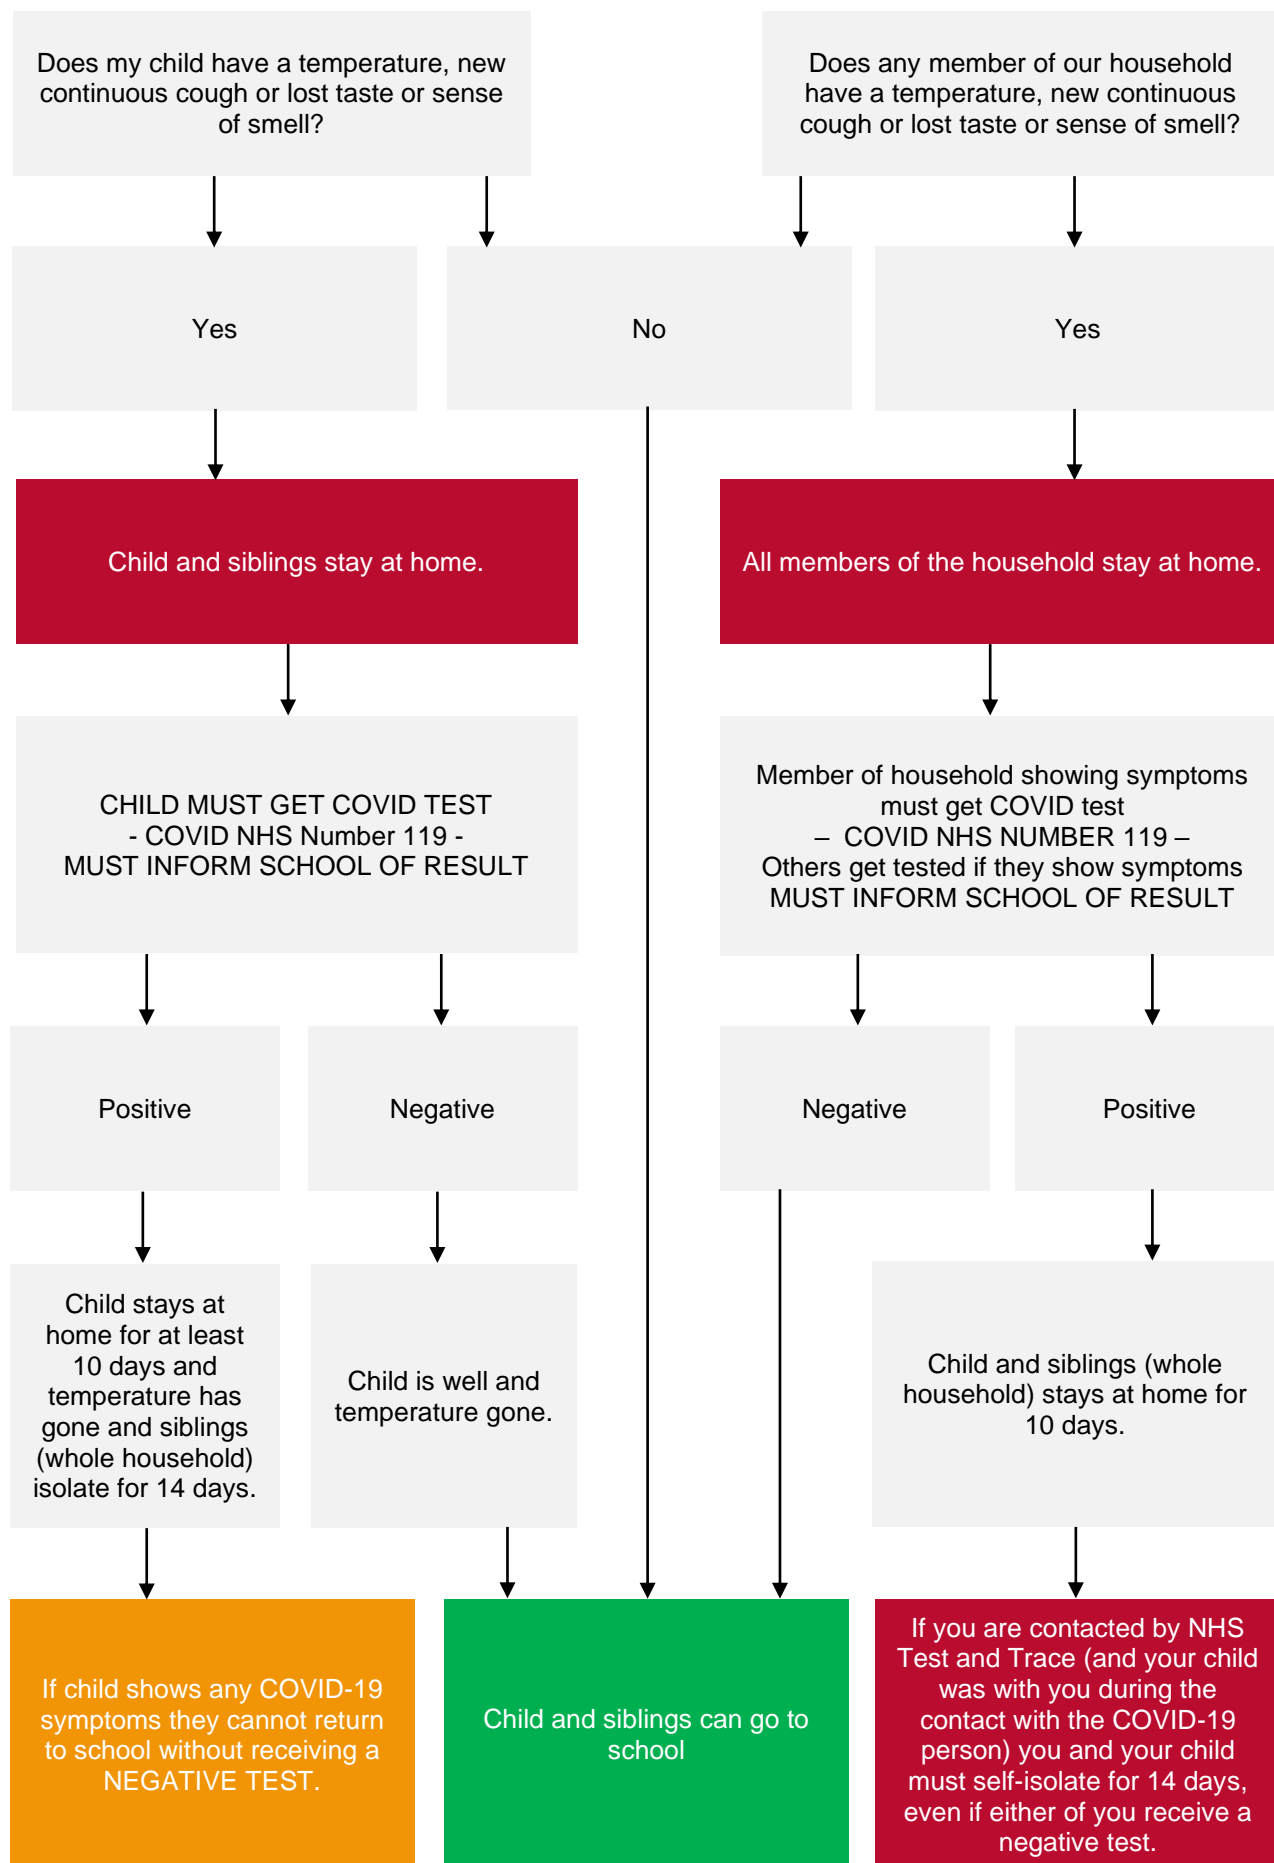 Does my child have a temperature, new
continuous cough or lost taste or sense
of smell?
Does any member of our household
have a temperature, new continuous
cough or lost taste or sense of smell?
Yes
No
Yes
Child and siblings stay at home.
All members of the household stay at home.
CHILD MUST GET COVID TEST
- COVID NHS Number 119 -
MUST INFORM SCHOOL OF RESULT
Member of household showing symptoms
must get COVID test
– COVID NHS NUMBER 119 –
Others get tested if they show symptoms
MUST INFORM SCHOOL OF RESULT
Positive
Negative
Negative
Positive
Child stays at
home for at least
10 days and
temperature has
gone and siblings
(whole household)
isolate for 14 days.
Child is well and
temperature gone.
Child and siblings (whole
household) stays at home for
10 days.
If child shows any COVID-19
symptoms they cannot return
to school without receiving a
NEGATIVE TEST.
Child and siblings can go to
school
If you are contacted by NHS
Test and Trace (and your child
was with you during the
contact with the COVID-19
person) you and your child
must self-isolate for 14 days,
even if either of you receive a
negative test.